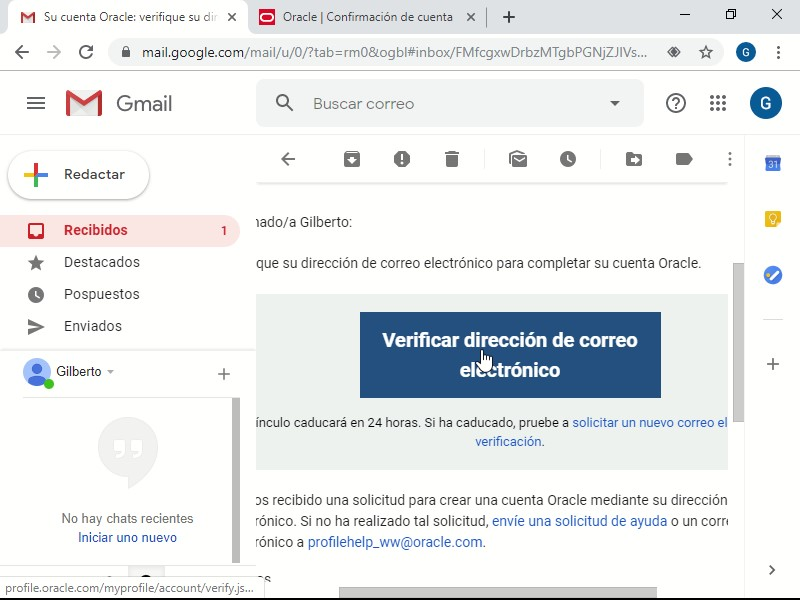 Su cuenta Oracle: verifique su dir
Oracle | Confirmación de cuenta
mail.google.com/mail/u/0/?tab=rm0&ogbl#inbox/FMfcgxwDrbzMTgbPGNjZJIVs...
G
Gmail
Buscar correo
G
Redactar
31
Recibidos 1
Destacados
Pospuestos
Enviados
nado/a Gilberto:
que su dirección de correo electrónico para completar su cuenta Oracle.
Verificar dirección de correo
electrónico
Gilberto
ínculo caducará en 24 horas. Si ha caducado, pruebe a solicitar un nuevo correo el
verificación.
os recibido una solicitud para crear una cuenta Oracle mediante su dirección
rónico. Si no ha realizado tal solicitud, envíe una solicitud de ayuda o un corre
rónico a profilehelp_ww@oracle.com.
os
No hay chats recientes
Iniciar uno nuevo
profile.oracle.com/myprofile/account/verify.js...